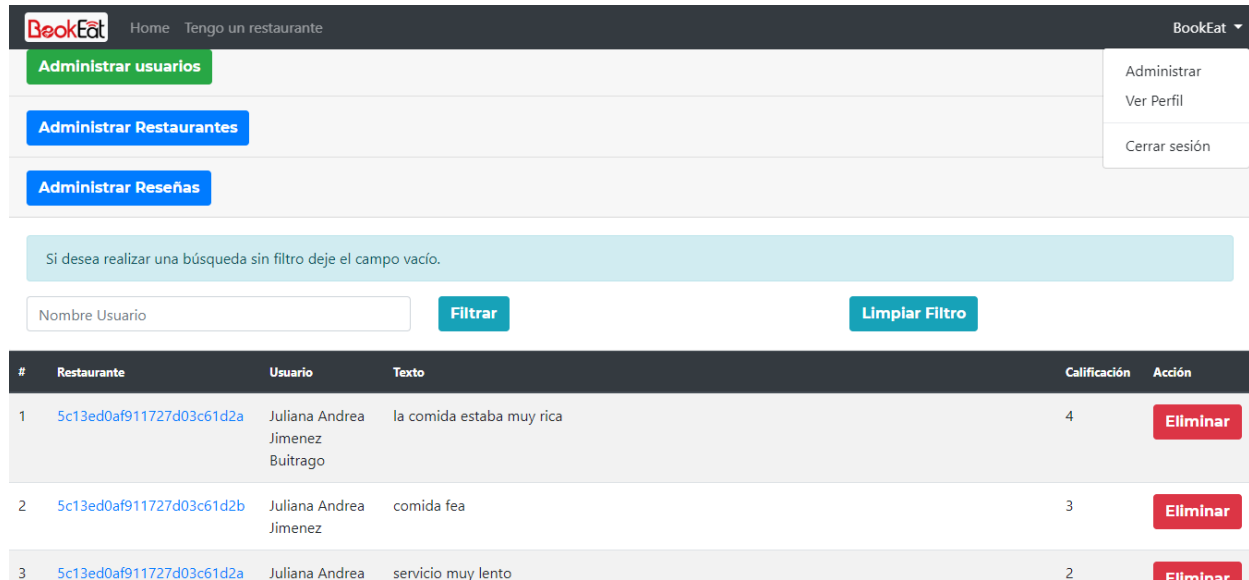 BookEat Home Tengo un restaurante BookEat
Administrar usuarios
Administrar
Ver Perfil
Administrar Restaurantes
Cerrar sesión
Administrar Reseñas
Si desea realizar una búsqueda sin filtro deje el campo vacío.
Nombre Usuario Filtrar Limpiar Filtro
# Restaurante Usuario Texto Calificación Acción
1 5c13ed0af911727d03c61d2a Juliana Andrea la comida estaba muy rica 4 Eliminar
Jimenez
Buitrago
2 5c13ed0af911727d03c61d2b Juliana Andrea comida fea 3 Eliminar
Jimenez
3 5c13ed0af911727d03c61d2a Juliana Andrea servicio muy lento 2 Eliminar